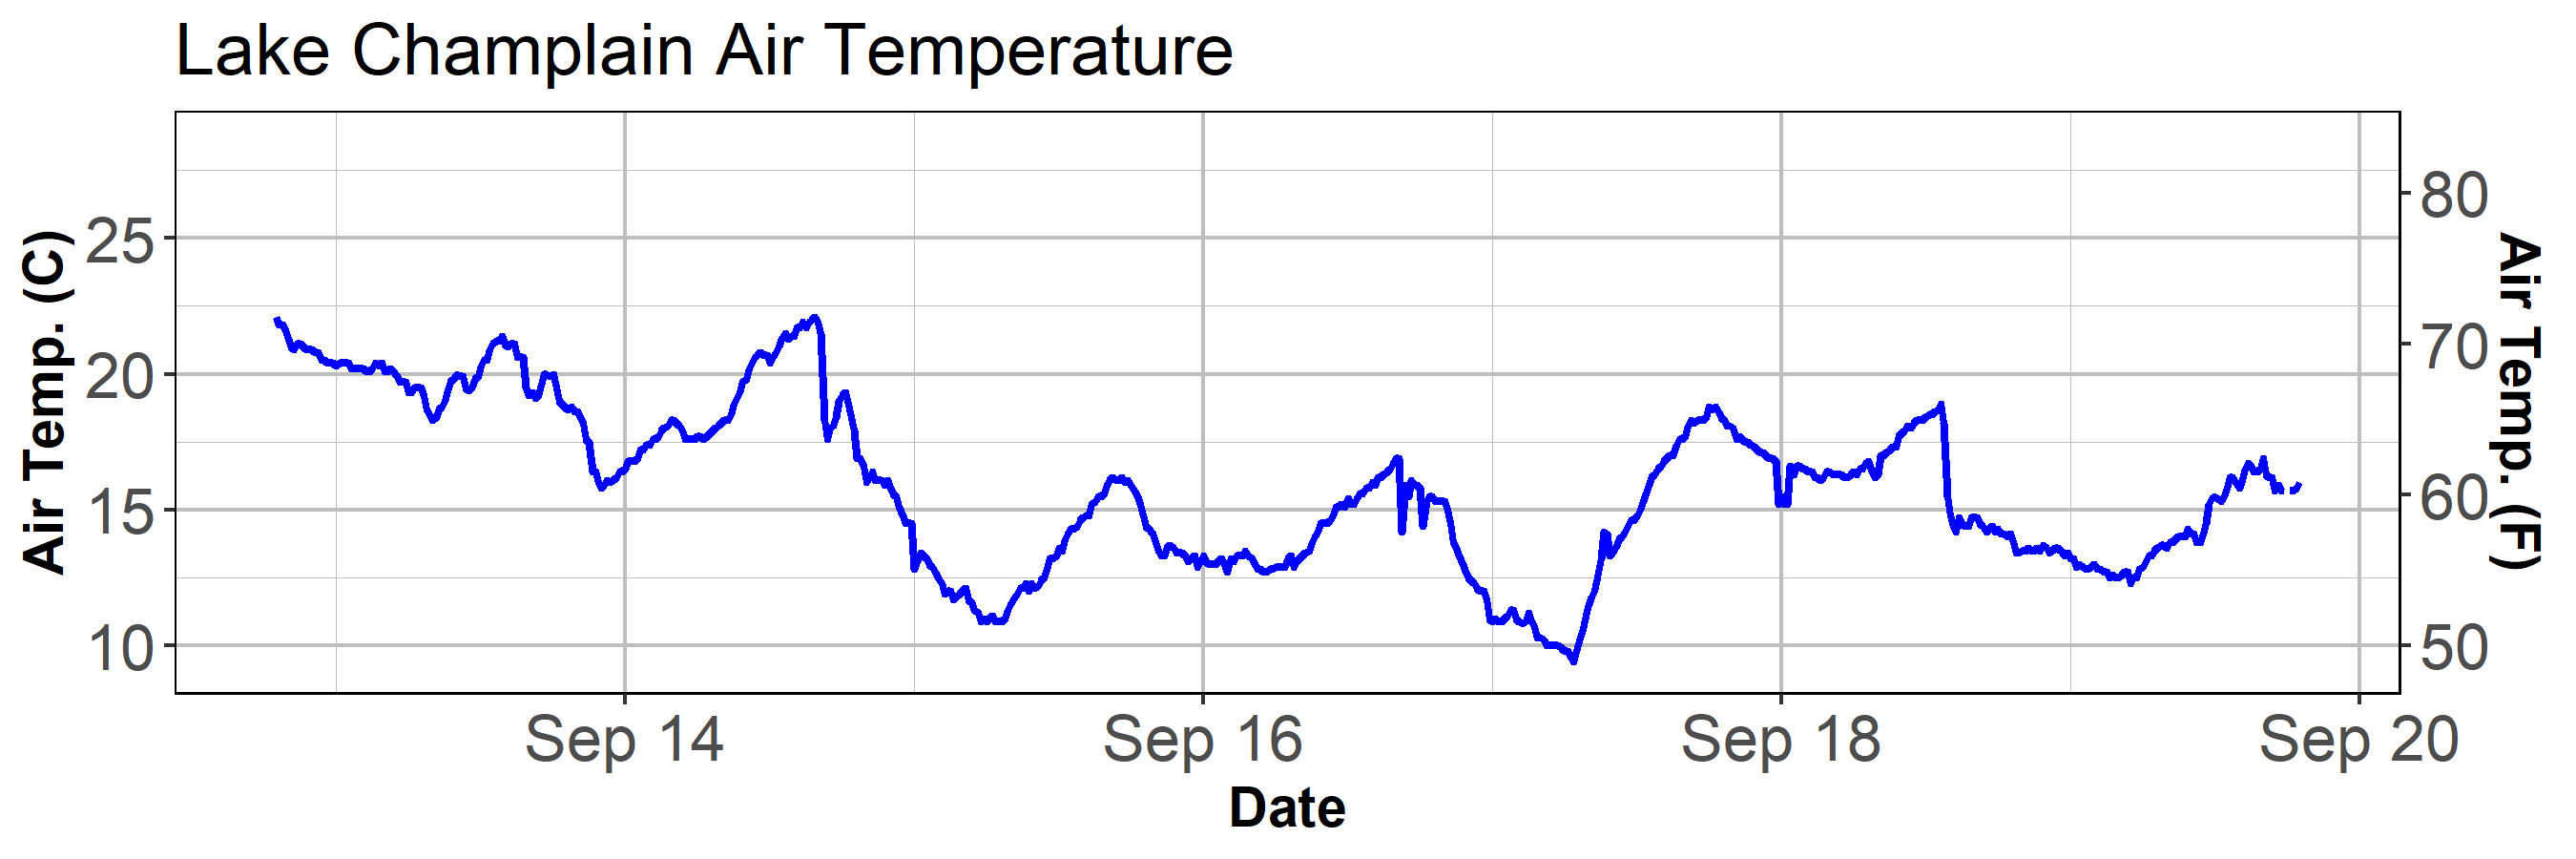 Lake Champlain Air Temperature
Air Temp. (C)
25
20
15
10
80
70
60
50
Air Temp. (F)
Sep 14
Sep 16
Sep 18
Sep 20
Date